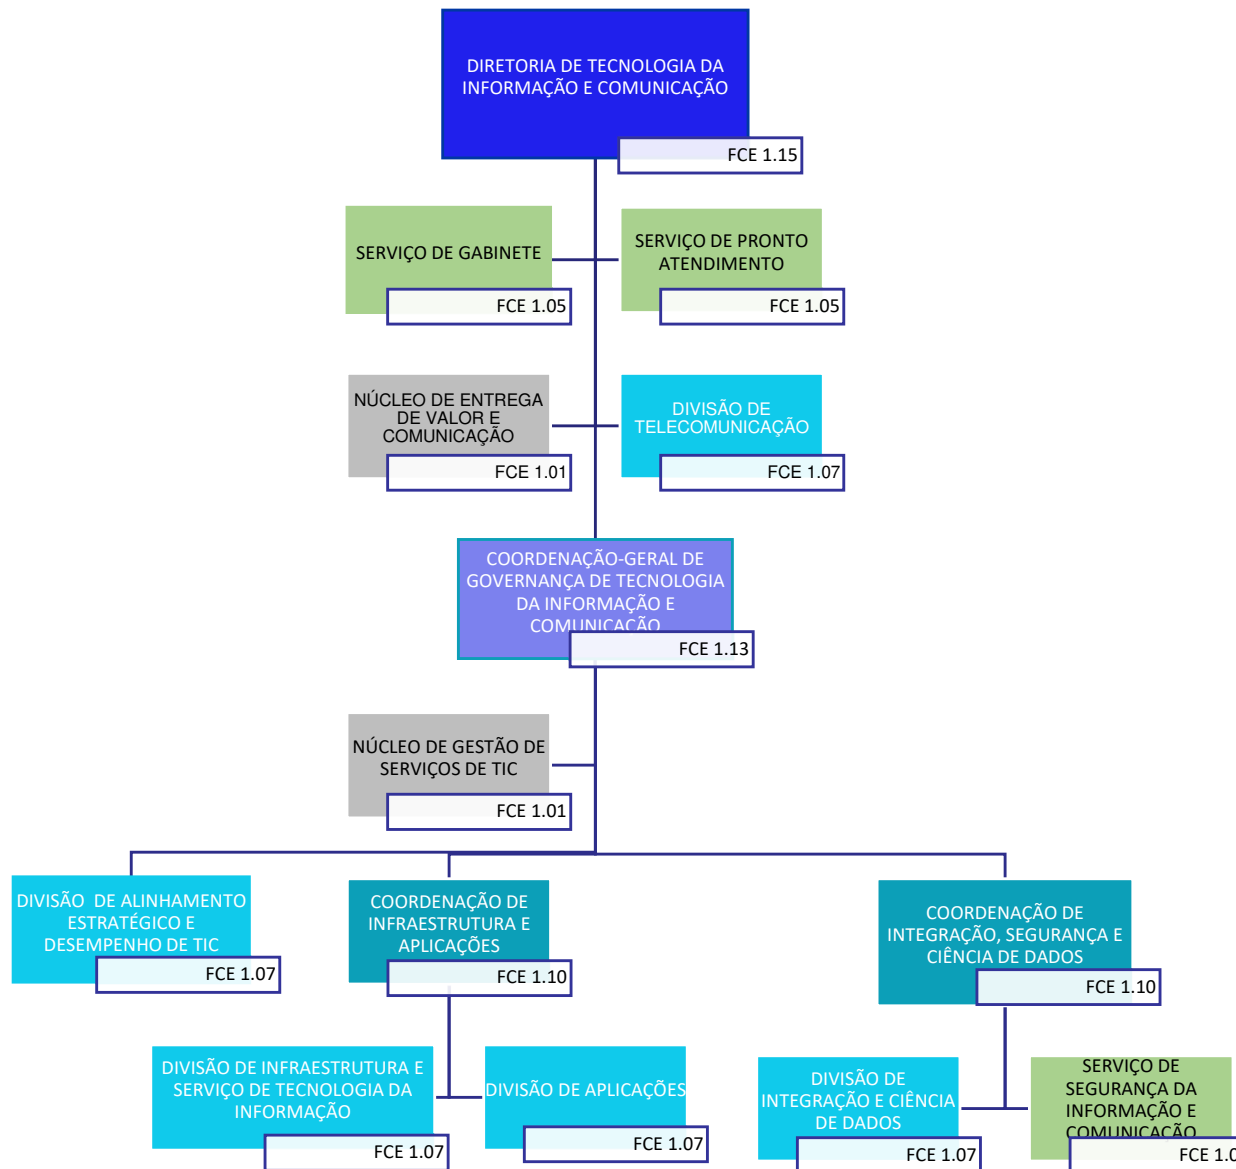 DIRETORIA DE TECNOLOGIA DA
INFORMAÇÃO E COMUNICAÇÃO
FCE 1.15
SERVIÇO DE GABINETE
FCE 1.05
SERVIÇO DE PRONTO
ATENDIMENTO
FCE 1.05
NÚCLEO DE ENTREGA
DE VALOR E
COMUNICAÇÃO
FCE 1.01
DIVISÃO DE
TELECOMUNICAÇÃO
FCE 1.07
COORDENAÇÃO-GERAL DE
GOVERNANÇA DE TECNOLOGIA
DA INFORMAÇÃO E
COMUNICAÇÃO
FCE 1.13
NÚCLEO DE GESTÃO DE
SERVIÇOS DE TIC
FCE 1.01
DIVISÃO DE ALINHAMENTO
ESTRATÉGICO E
DESEMPENHO DE TIC
FCE 1.07
COORDENAÇÃO DE
INFRAESTRUTURA E
APLICAÇÕES
FCE 1.10
COORDENAÇÃO DE
INTEGRAÇÃO, SEGURANÇA E
CIÊNCIA DE DADOS
FCE 1.10
DIVISÃO DE INFRAESTRUTURA E
SERVIÇO DE TECNOLOGIA DA
INFORMAÇÃO
FCE 1.07
DIVISÃO DE APLICAÇÕES
FCE 1.07
DIVISÃO DE
INTEGRAÇÃO E CIÊNCIA
DE DADOS
FCE 1.07
SERVIÇO DE
SEGURANÇA DA
INFORMAÇÃO E
COMUNICAÇÃO
FCE